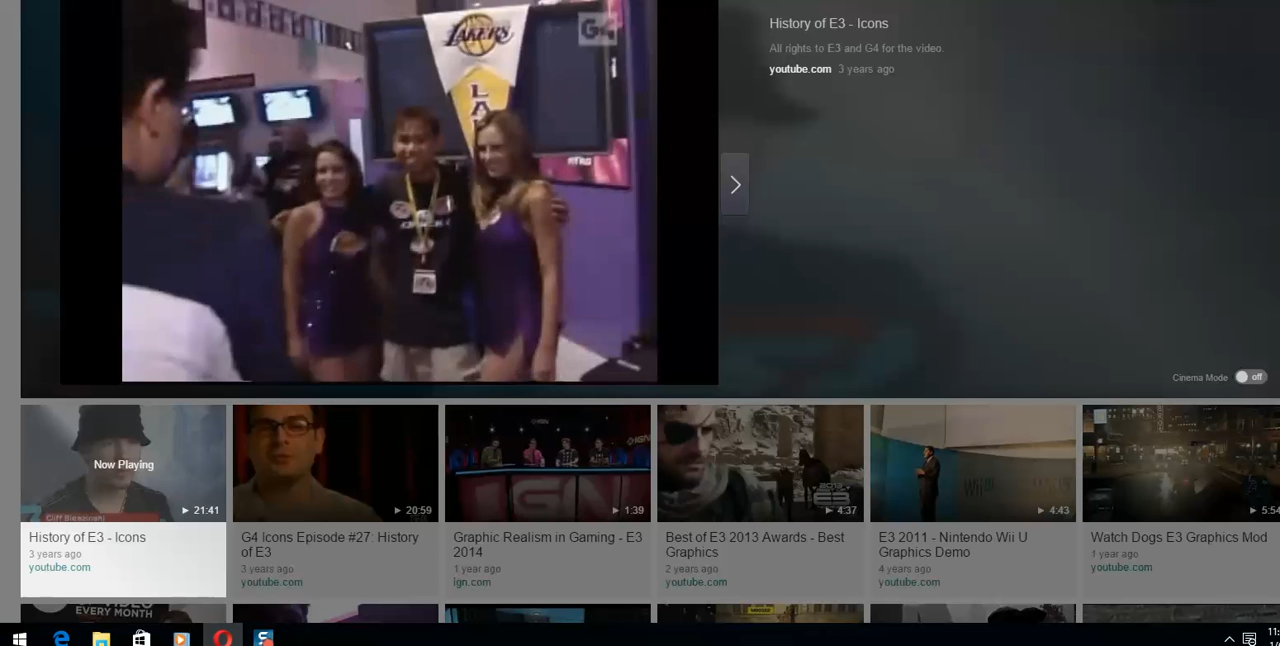 LAKERS
G4
LA
History of E3 - Icons
All rights to E3 and G4 for the video.
youtube.com 3 years ago
Cinema Mode off
Now Playing
Cliff Bleszinski
21:41
20:59
IGN
IGN
1:39
2013
E3
4:37
4:43
5:54
History of E3 - Icons
3 years ago
youtube.com
G4 Icons Episode #27: History
of E3
3 years ago
youtube.com
Graphic Realism in Gaming - E3
2014
1 year ago
ign.com
Best of E3 2013 Awards - Best
Graphics
2 years ago
youtube.com
E3 2011 - Nintendo Wii U
Graphics Demo
4 years ago
youtube.com
Watch Dogs E3 Graphics Mod
1 year ago
youtube.com
EVERY MONTH
11: